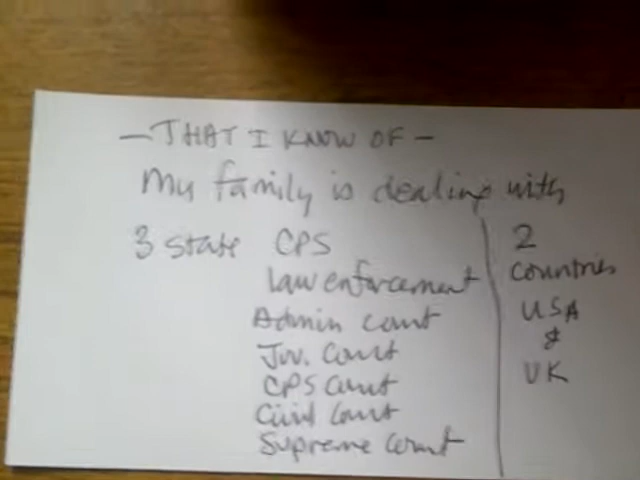 - THAT I KNOW OF -
My family is dealing with
3 state CPS
Law enforcement
Admin court
Juv. Court
CPS Court
Civil Court
Supreme Court
2
Countries
USA
&
UK